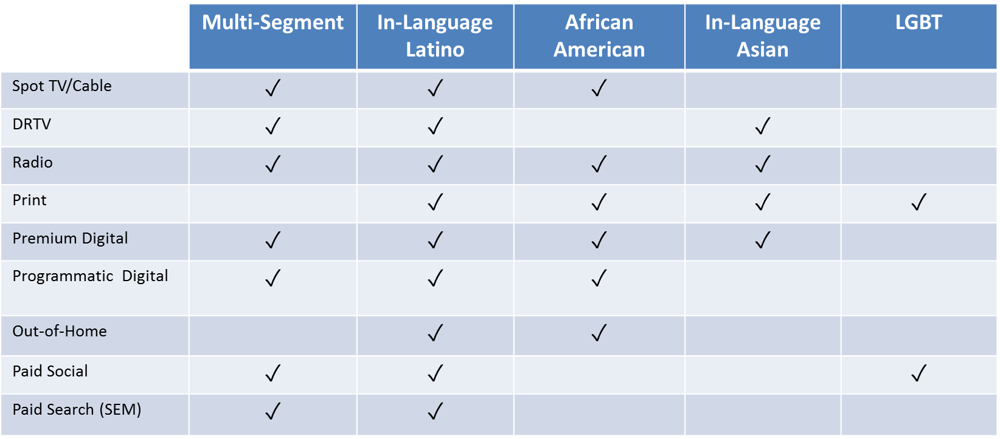 Multi-Segment In-Language Latino African American In-Language Asian LGBT
Spot TV/Cable ✓ ✓ ✓
DRTV ✓ ✓ ✓
Radio ✓ ✓ ✓ ✓
Print ✓ ✓ ✓ ✓
Premium Digital ✓ ✓ ✓ ✓
Programmatic Digital ✓ ✓ ✓
Out-of-Home ✓ ✓
Paid Social ✓ ✓ ✓
Paid Search (SEM) ✓ ✓